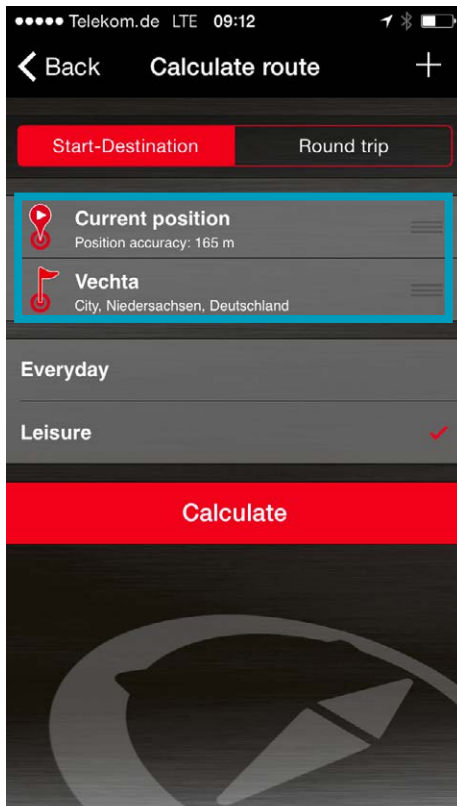 Telekom.de LTE 09:12
Back Calculate route +
Start-Destination Round trip
Current position
Position accuracy: 165 m
Vechta
City, Niedersachsen, Deutschland
Everyday
Leisure
Calculate